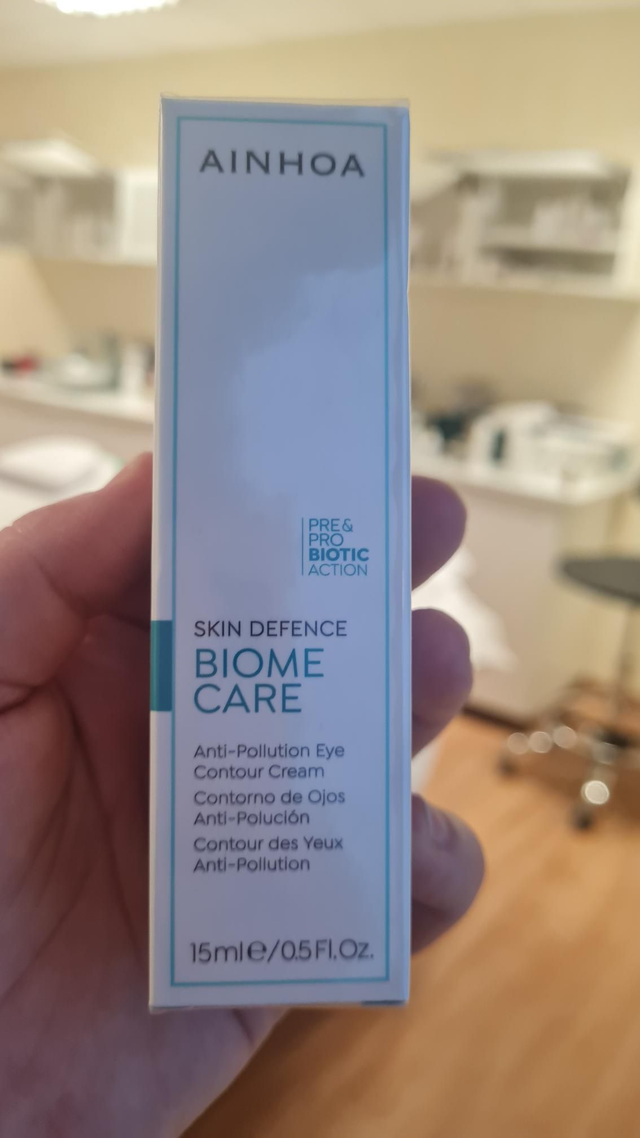 AINHOA
PRE&
PRO
BIOTIC
ACTION
SKIN DEFENCE
BIOME
CARE
Anti-Pollution Eye
Contour Cream
Contorno de Ojos
Anti-Polución
Contour des Yeux
Anti-Pollution
15ml℮/0.5Fl.Oz.